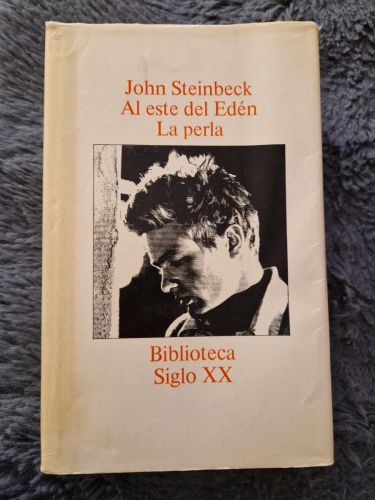 John Steinbeck
Al este del Edén
La perla
Biblioteca
Siglo XX